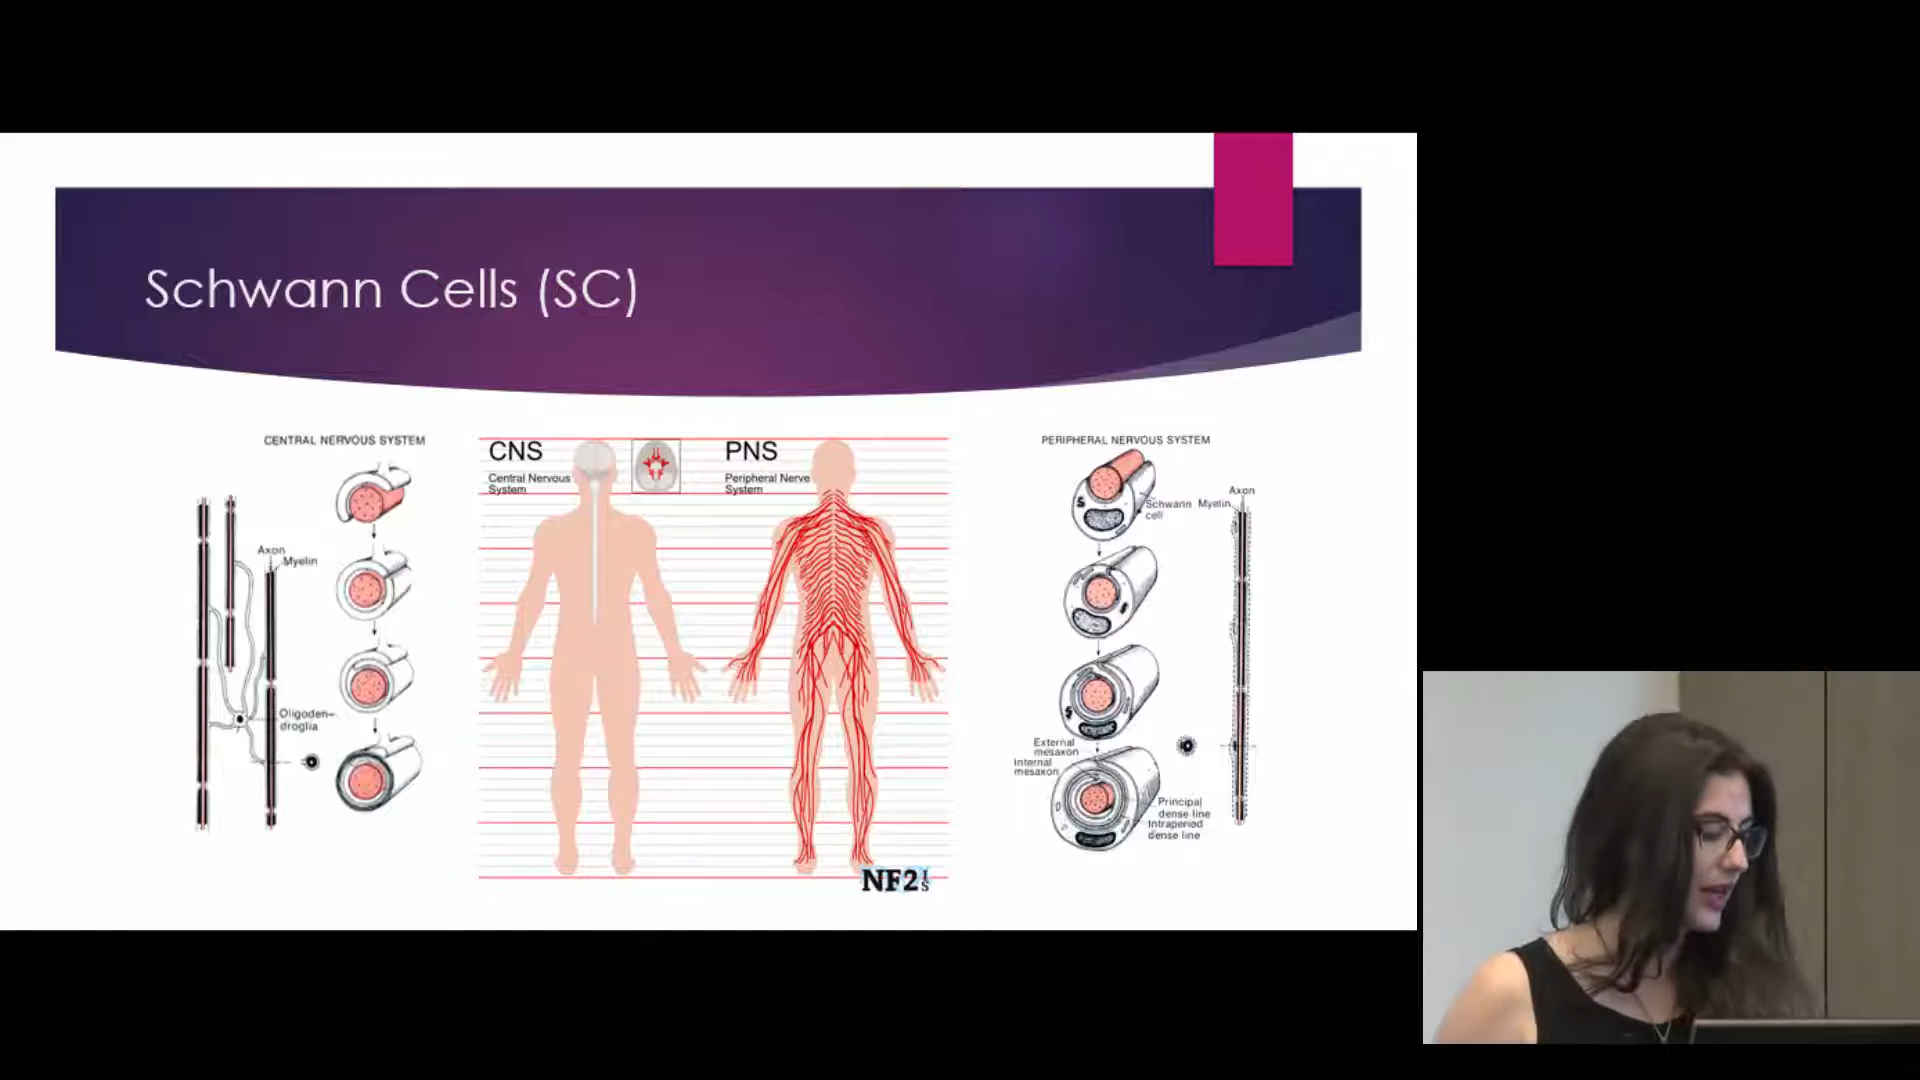 Schwann Cells (SC)
CENTRAL NERVOUS SYSTEM
Axon
Myelin
Oligoden–
droglia
CNS
Central Nervous
System
PNS
Peripheral Nerve
System
NF2
IS
PERIPHERAL NERVOUS SYSTEM
Schwann
cell
Myelin
Axon
External
mesaxon
Internal
mesaxon
Principal
dense line
Intraperiod
dense line